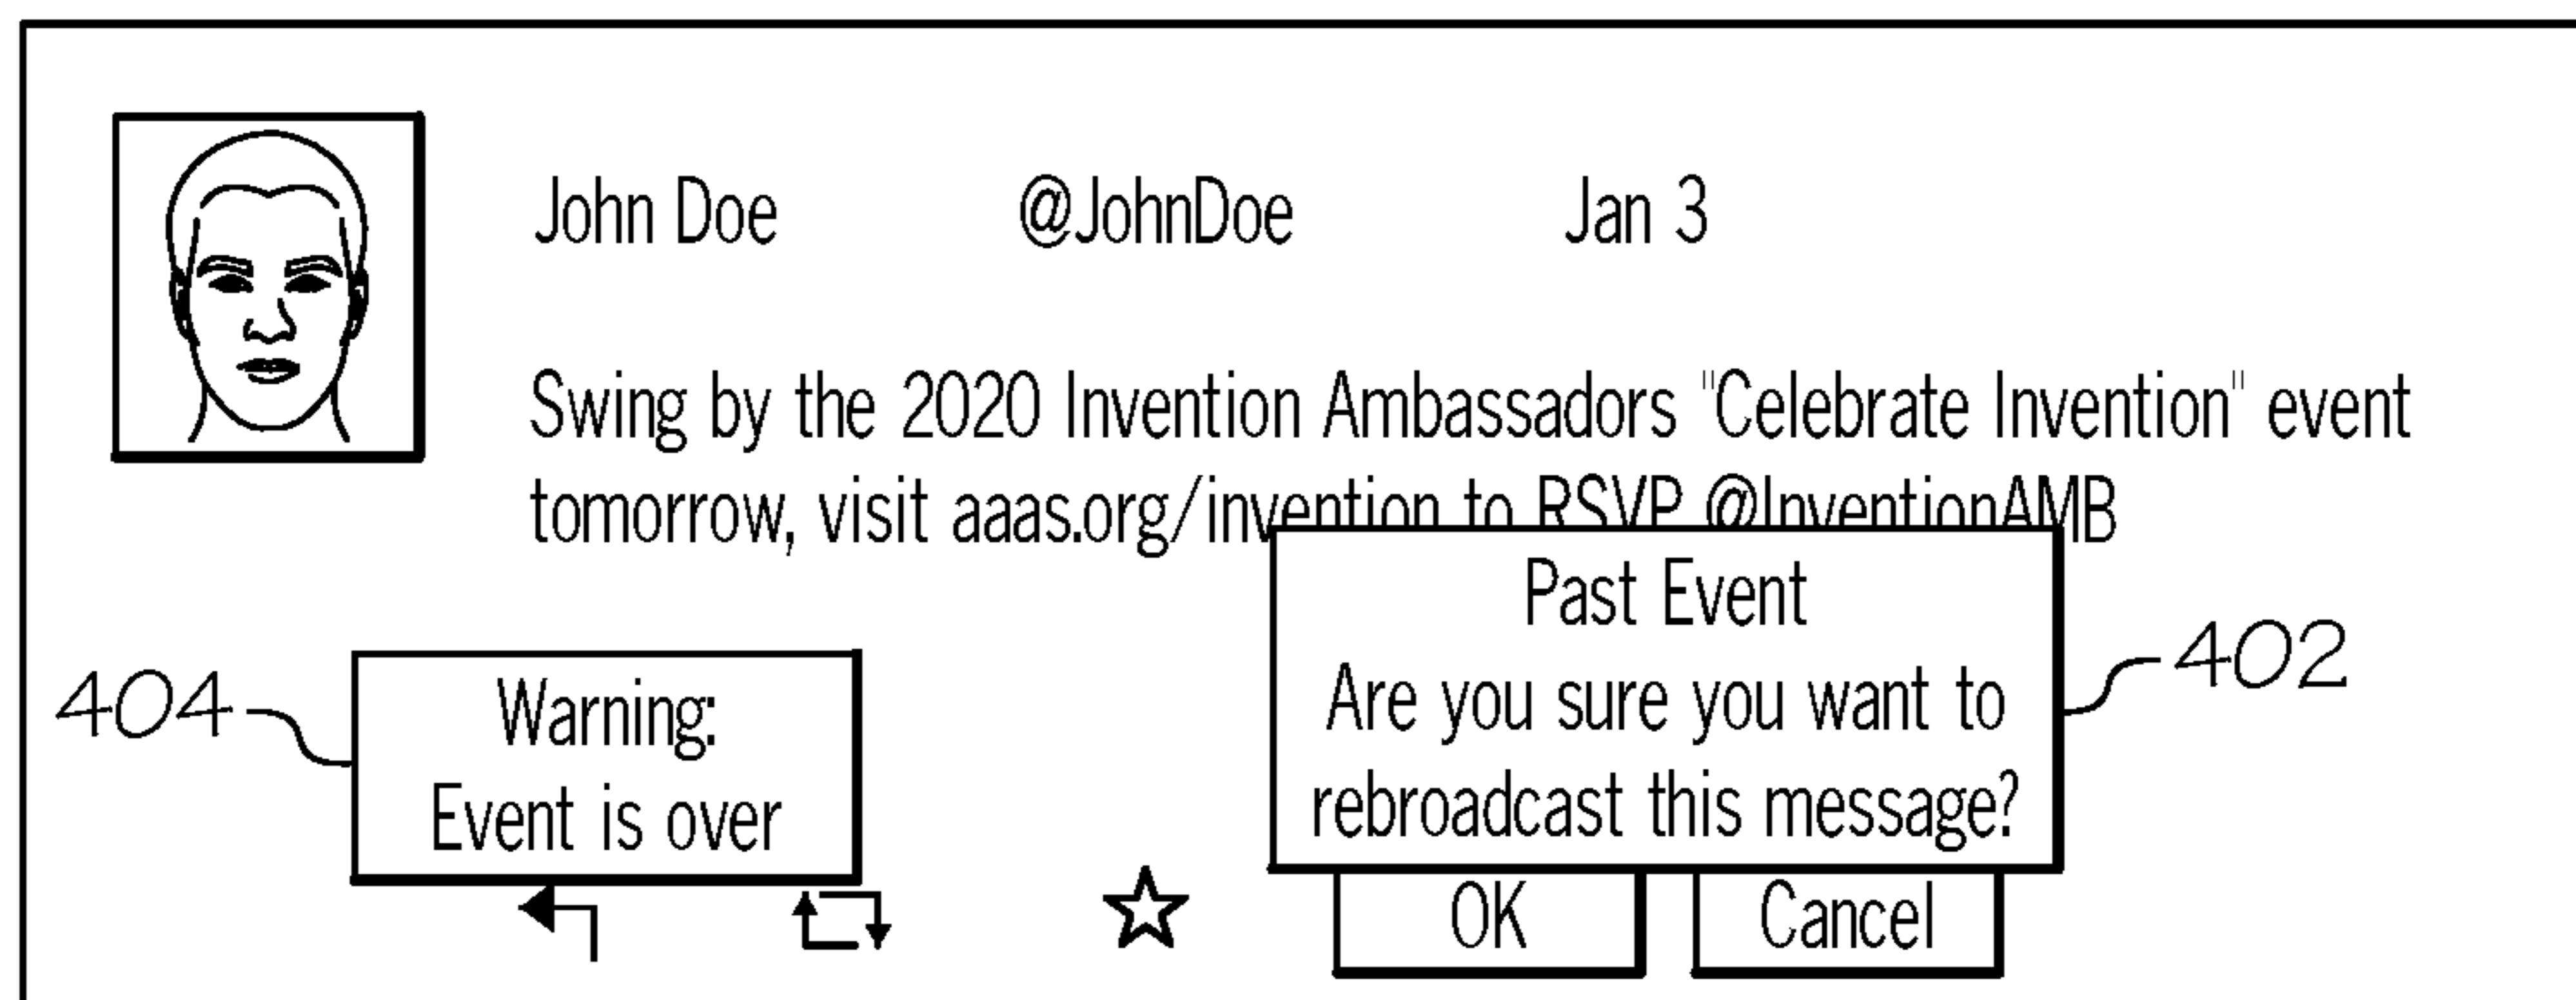 John Doe @JohnDoe Jan 3
Swing by the 2020 Invention Ambassadors "Celebrate Invention" event
tomorrow, visit aaas.org/invention to RSVP @InventionAMB
Past Event
Are you sure you want to
rebroadcast this message?
402
404
Warning:
Event is over
OK Cancel